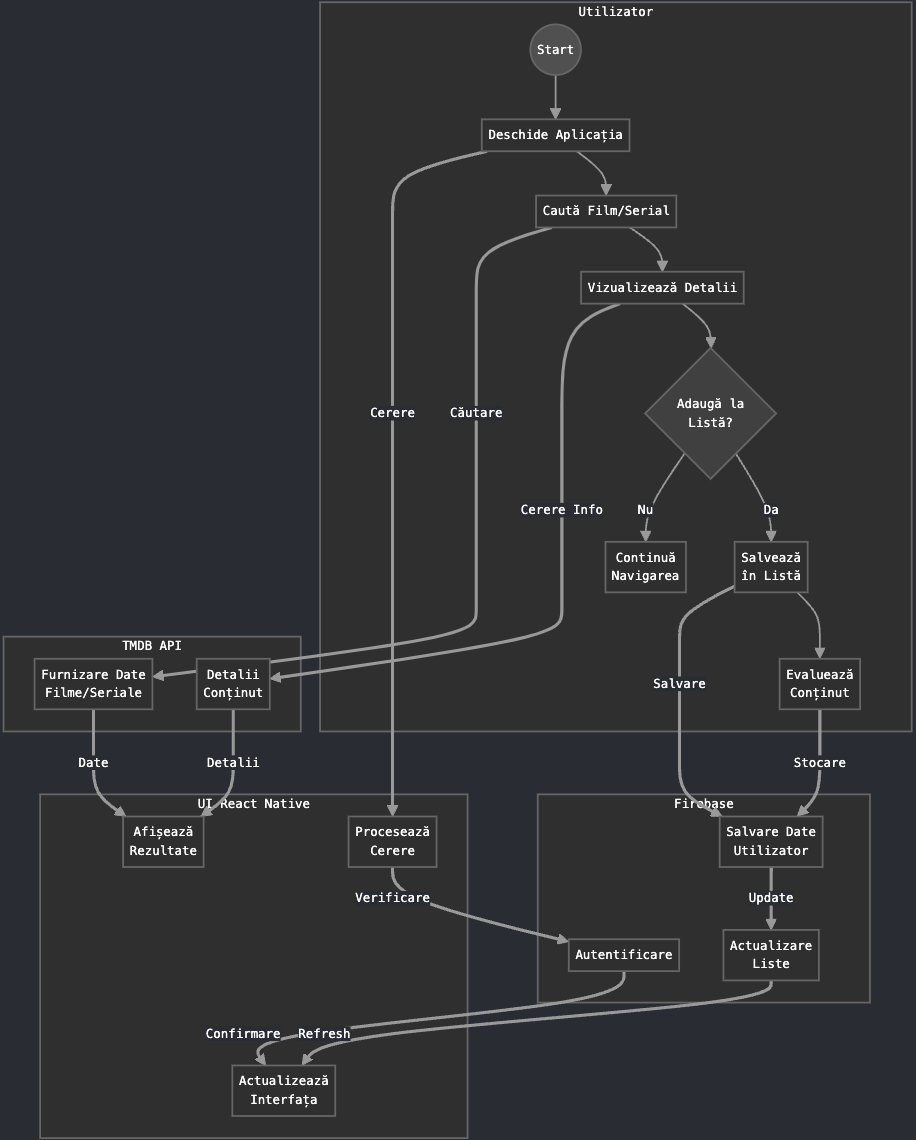 Utilizator
Start
Deschide Aplicația
Caută Film/Serial
Vizualizează Detalii
Adaugă la
Listă?
Cerere
Căutare
Cerere Info
Nu
Da
Continuă
Navigarea
Salvează
în Listă
TMDB API
Furnizare Date
Filme/Seriale
Detalii
Conținut
Salvare
Evaluează
Conținut
Date
Detalii
Stocare
UI React Native
Firebase
Afișează
Rezultate
Procesează
Cerere
Salvare Date
Utilizator
Verificare
Update
Autentificare
Actualizare
Liste
Confirmare
Refresh
Actualizează
Interfața